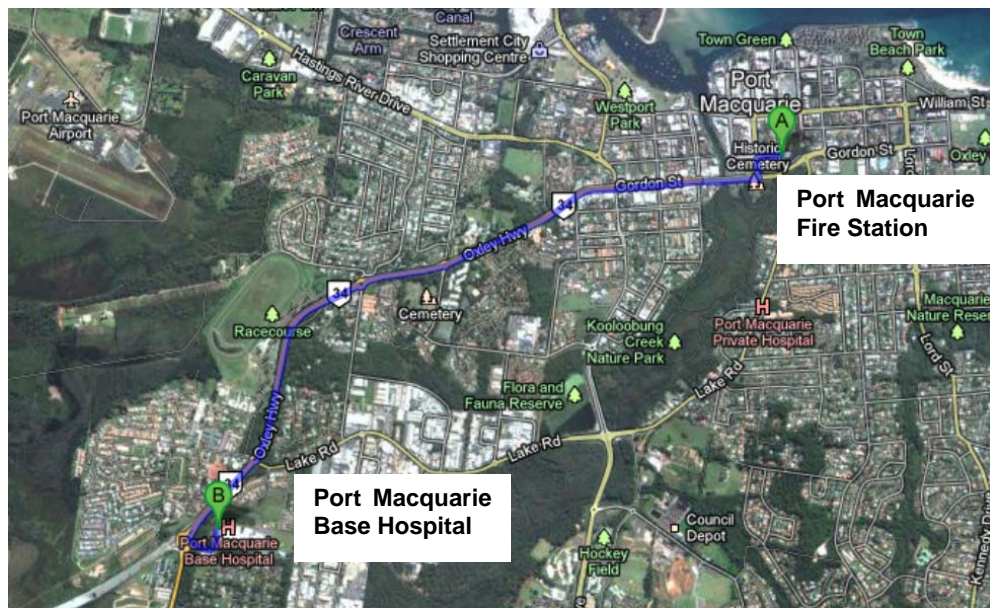 Canal
Crescent
Arm
Settlement City
Shopping Centre
Town Green
Town
Beach Park
Caravan
Park
Hastings River Drive
Port
Macquarie
Westport
Park
William St
Port Macquarie
Airport
A
Historic
Cemetery
Gordon St
Oxley
Gordon St
34
Port Macquarie
Fire Station
Oxley Hwy
34
Cemetery
Racecourse
H
Port Macquarie
Private Hospital
Macquarie
Nature Reser
Kooloobung
Creek
Nature Park
Lord St
Lake Rd
Flora and
Fauna Reserve
Oxley Hwy
Lake Rd
Lake Rd
34
B
Port Macquarie
Base Hospital
H
Port Macquarie
Base Hospital
Council
Depot
Hockey
Field
Kennedy Drive